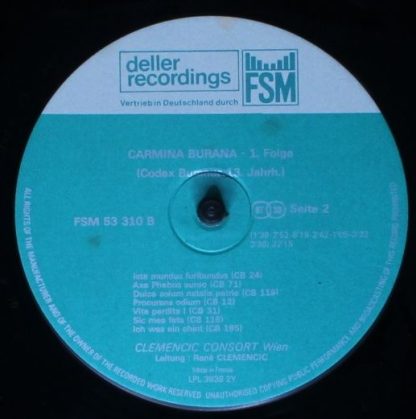 deller
recordings
FSM
Vertrieb in Deutschland durch
CARMINA BURANA - 1. Folge
(Codex Buranus 13. Jahrh.)
FSM 53 310 B
Seite 2
Iste mundus furibundus (CB 24)
Axe Phebus aureo (CB 71)
Dulce solum natalis patrie (CB 119)
Procurans odium (CB 12)
Vite perdite I (CB 31)
Sic mea fata (CB 116)
Ich was ein chint (CB 185)
CLEMENCIC CONSORT Wien
Leitung: René CLEMENCIC
Made in France
ALL RIGHTS OF THE MANUFACTURER AND OF THE OWNER OF THE RECORDED WORK RESERVED UNAUTHORISED COPYING PUBLIC PERFORMANCE AND BROADCASTING OF THIS RECORD PROHIBITED